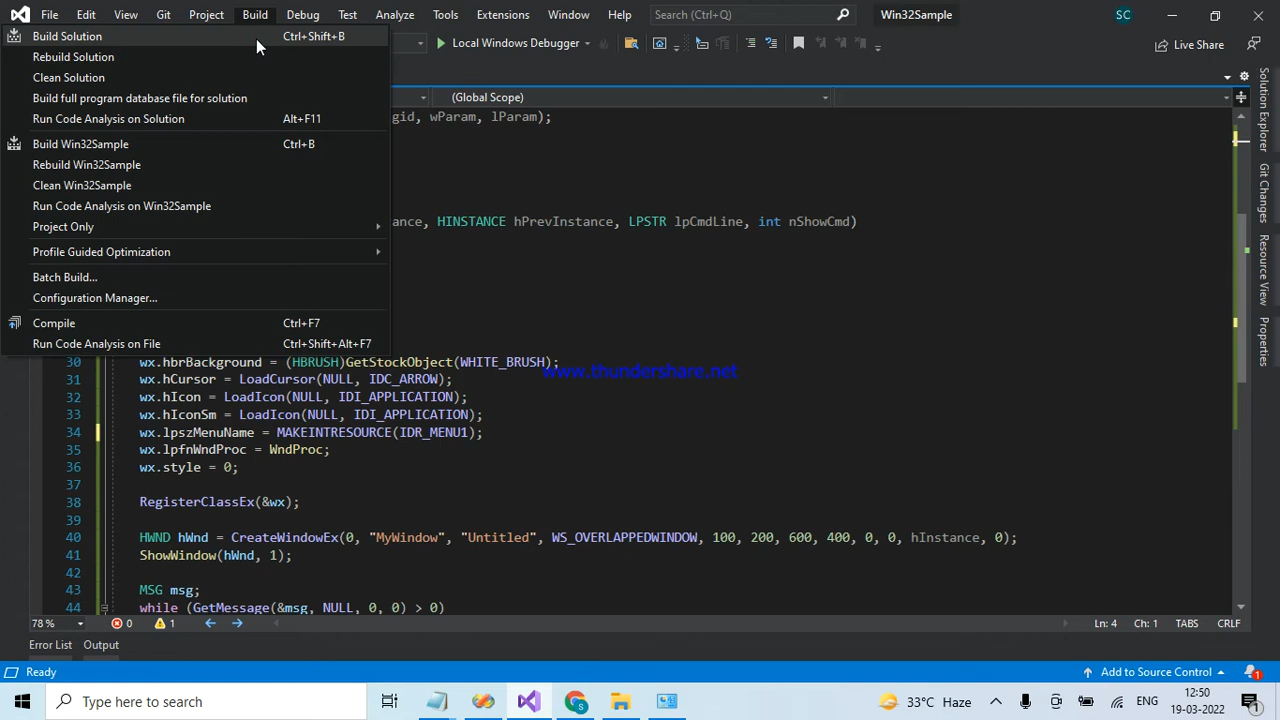 File Edit View Git Project Build Debug Test Analyze Tools Extensions Window Help Search (Ctrl+Q) Win32Sample SC
Build Solution Ctrl+Shift+B
Local Windows Debugger Live Share
Rebuild Solution
Clean Solution
Build full program database file for solution
(Global Scope)
Run Code Analysis on Solution Alt+F11
gid, wParam, lParam);
Build Win32Sample Ctrl+B
Rebuild Win32Sample
Clean Win32Sample
Run Code Analysis on Win32Sample
Project Only
ance, HINSTANCE hPrevInstance, LPSTR lpCmdLine, int nShowCmd)
Profile Guided Optimization
Batch Build...
Configuration Manager...
Compile Ctrl+F7
Run Code Analysis on File Ctrl+Shift+Alt+F7
Solution Explorer
Git Changes
Resource View
Properties
30 wx.hbrBackground = (HBRUSH)GetStockObject(WHITE_BRUSH);
www.thundershare.net
31 wx.hCursor = LoadCursor(NULL, IDC_ARROW);
32 wx.hIcon = LoadIcon(NULL, IDI_APPLICATION);
33 wx.hIconSm = LoadIcon(NULL, IDI_APPLICATION);
34 wx.lpszMenuName = MAKEINTRESOURCE(IDR_MENU1);
35 wx.lpfnWndProc = WndProc;
36 wx.style = 0;
37
38 RegisterClassEx(&wx);
39
40 HWND hWnd = CreateWindowEx(0, "MyWindow", "Untitled", WS_OVERLAPPEDWINDOW, 100, 200, 600, 400, 0, 0, hInstance, 0);
41 ShowWindow(hWnd, 1);
42
43 MSG msg;
44 while (GetMessage(&msg, NULL, 0, 0) > 0)
78 % 0 1 Ln: 4 Ch: 1 TABS CRLF
Error List Output
Ready Add to Source Control 1
Type here to search 33°C Haze ENG 12:50
19-03-2022 1